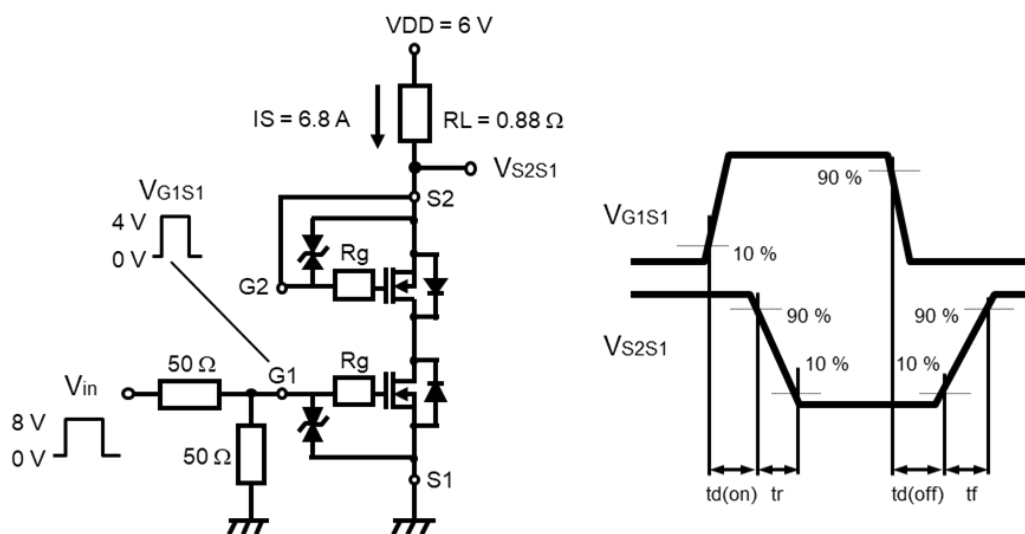 VDD = 6 V
IS = 6.8 A
RL = 0.88 Ω
VS2S1
VG1S1
S2
4 V
0 V
Rg
G2
50 Ω
G1
Rg
Vin
8 V
0 V
50 Ω
S1
90 %
VG1S1
10 %
90 %
90 %
VS2S1
10 %
10 %
td(on)
tr
td(off)
tf